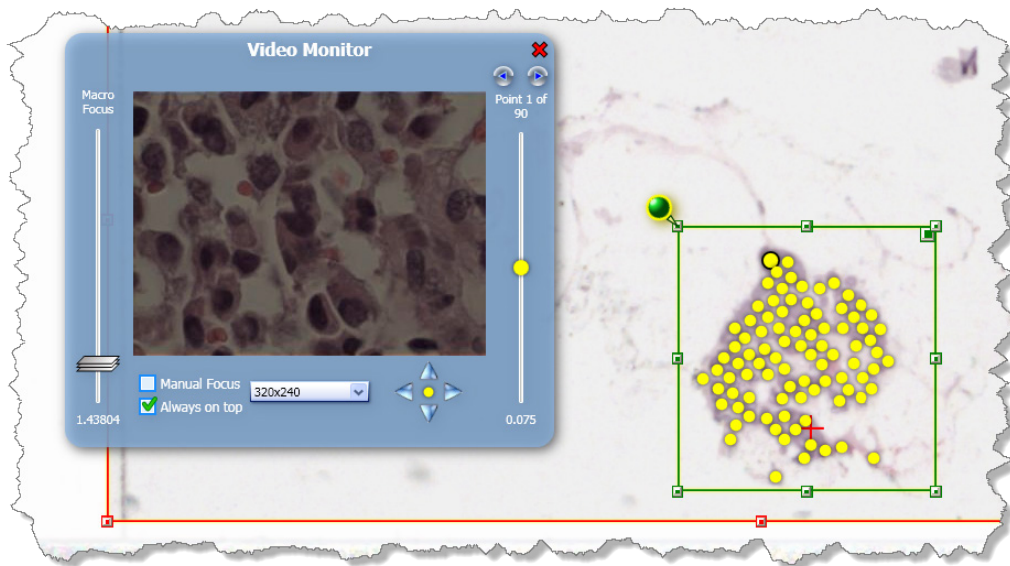 Video Monitor
Macro
Focus
Point 1 of
90
Manual Focus
320x240
Always on top
1.43804
0.075